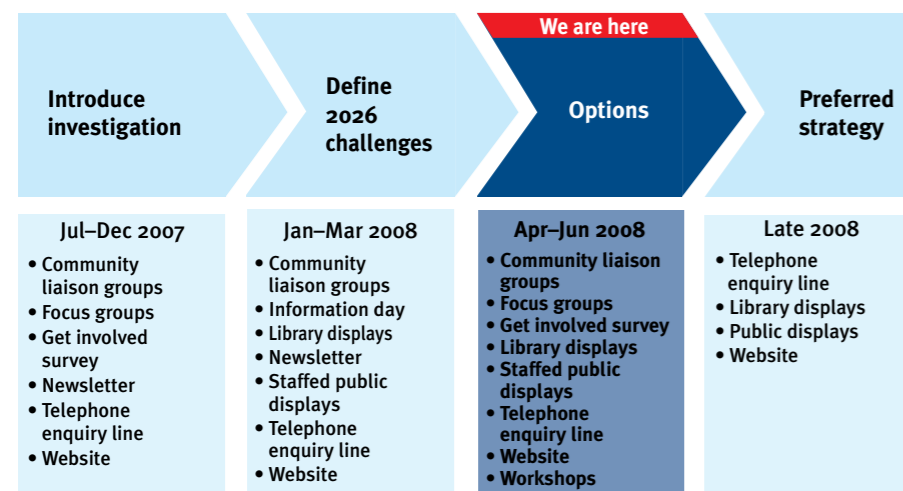 We are here
Introduce
investigation
Define
2026
challenges
Options
Preferred
strategy
Jul–Dec 2007
• Community
liaison groups
• Focus groups
• Get involved
survey
• Newsletter
• Telephone
enquiry line
• Website
Jan–Mar 2008
• Community
liaison groups
• Information day
• Library displays
• Newsletter
• Staffed public
displays
• Telephone
enquiry line
• Website
Apr–Jun 2008
• Community liaison
groups
• Focus groups
• Get involved survey
• Library displays
• Staffed public
displays
• Telephone
enquiry line
• Website
• Workshops
Late 2008
• Telephone
enquiry line
• Library displays
• Public displays
• Website